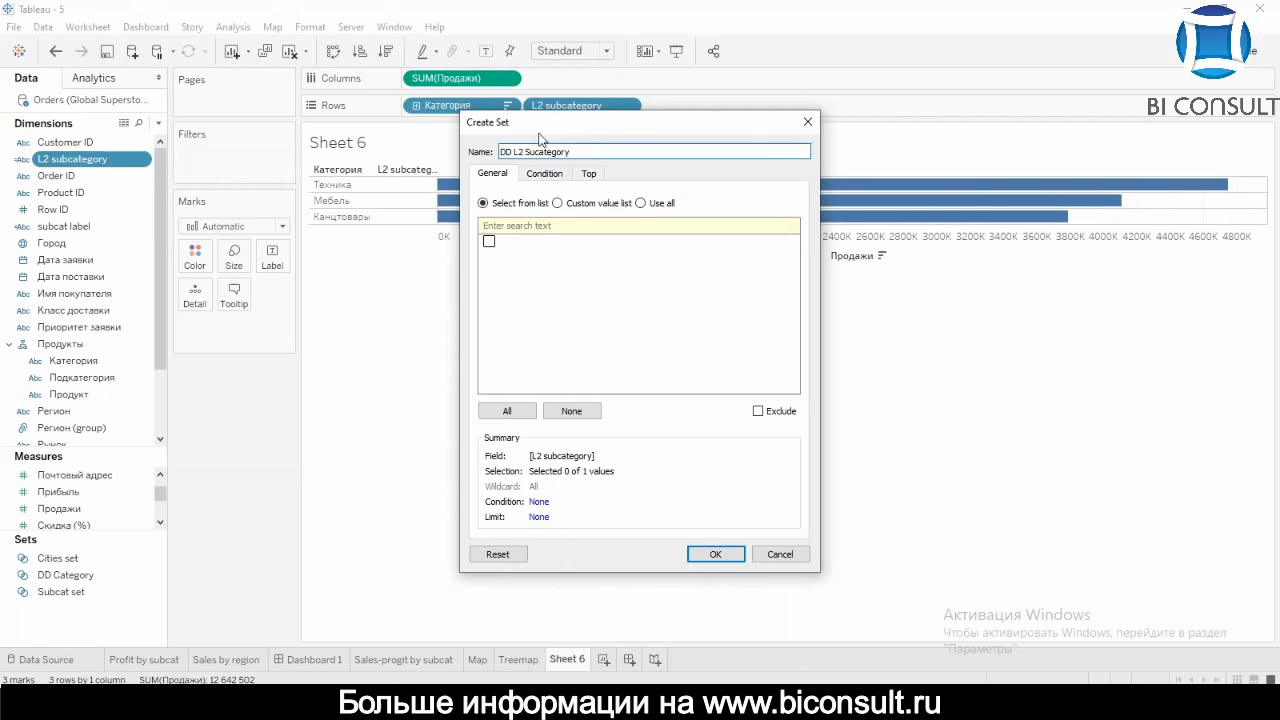 Tableau - 5
File Data Worksheet Dashboard Story Analysis Map Format Server Window Help
Standard
BI CONSULT
Data Analytics
Orders (Global Supersto...
Dimensions
Customer ID
L2 subcategory
Order ID
Product ID
Row ID
subcat label
Город
Дата заявки
Дата поставки
Имя покупателя
Класс доставки
Приоритет заявки
Продукты
Категория
Подкатегория
Продукт
Регион
Регион (group)
Рынок
Measures
Почтовый адрес
Прибыль
Продажи
Скидка (%)
Sets
Cities set
DD Category
Subcat set
Pages
Filters
Marks
Automatic
Color Size Label
Detail Tooltip
Columns SUM(Продажи)
Rows Категория L2 subcategory
Sheet 6
Категория L2 subcateg..
Техника
Мебель
Канцтовары
0K 2400K 2600K 2800K 3000K 3200K 3400K 3600K 3800K 4000K 4200K 4400K 4600K 4800K
Продажи
Create Set
Name: DD L2 Sucategory
General Condition Top
Select from list Custom value list Use all
Enter search text
All None Exclude
Summary
Field: [L2 subcategory]
Selection: Selected 0 of 1 values
Wildcard: All
Condition: None
Limit: None
Reset OK Cancel
Активация Windows
Чтобы активировать Windows, перейдите в раздел
"Параметры".
Data Source Profit by subcat Sales by region Dashboard 1 Sales-progit by subcat Map Treemap Sheet 6
3 marks 3 rows by 1 column SUM(Продажи): 12 642 502
Больше информации на www.biconsult.ru